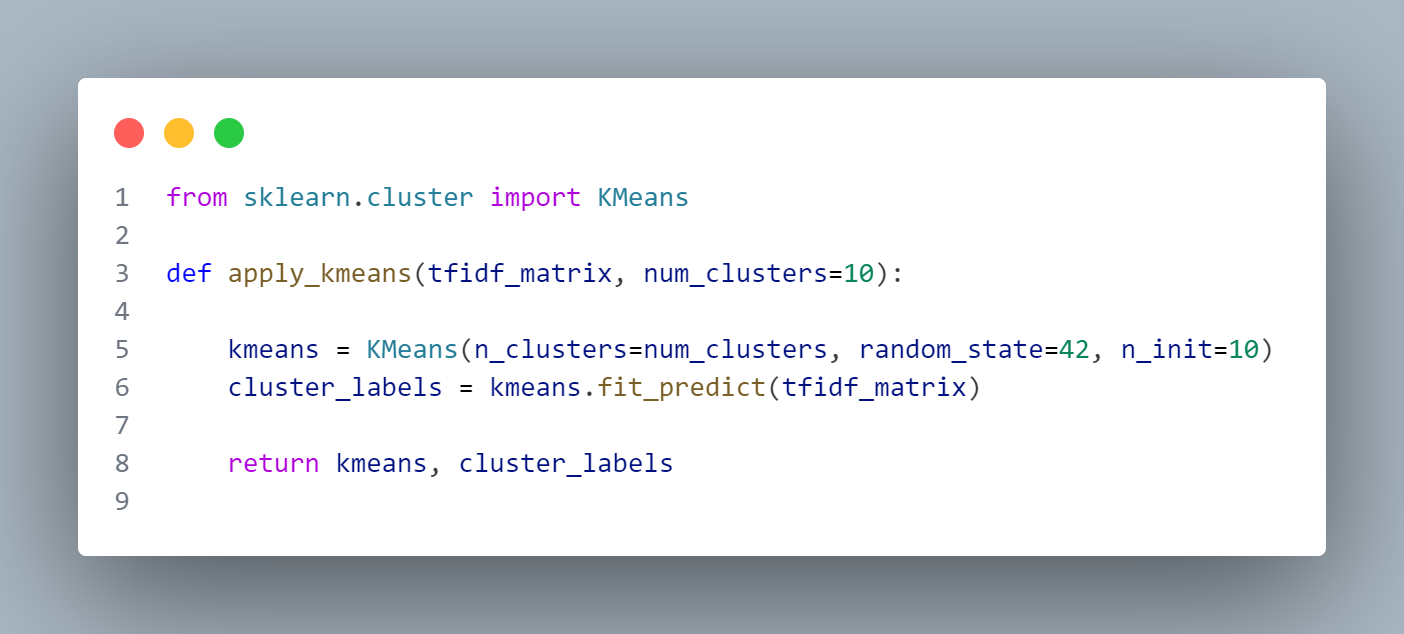 1 from sklearn.cluster import KMeans
2
3 def apply_kmeans(tfidf_matrix, num_clusters=10):
4
5     kmeans = KMeans(n_clusters=num_clusters, random_state=42, n_init=10)
6     cluster_labels = kmeans.fit_predict(tfidf_matrix)
7
8     return kmeans, cluster_labels
9